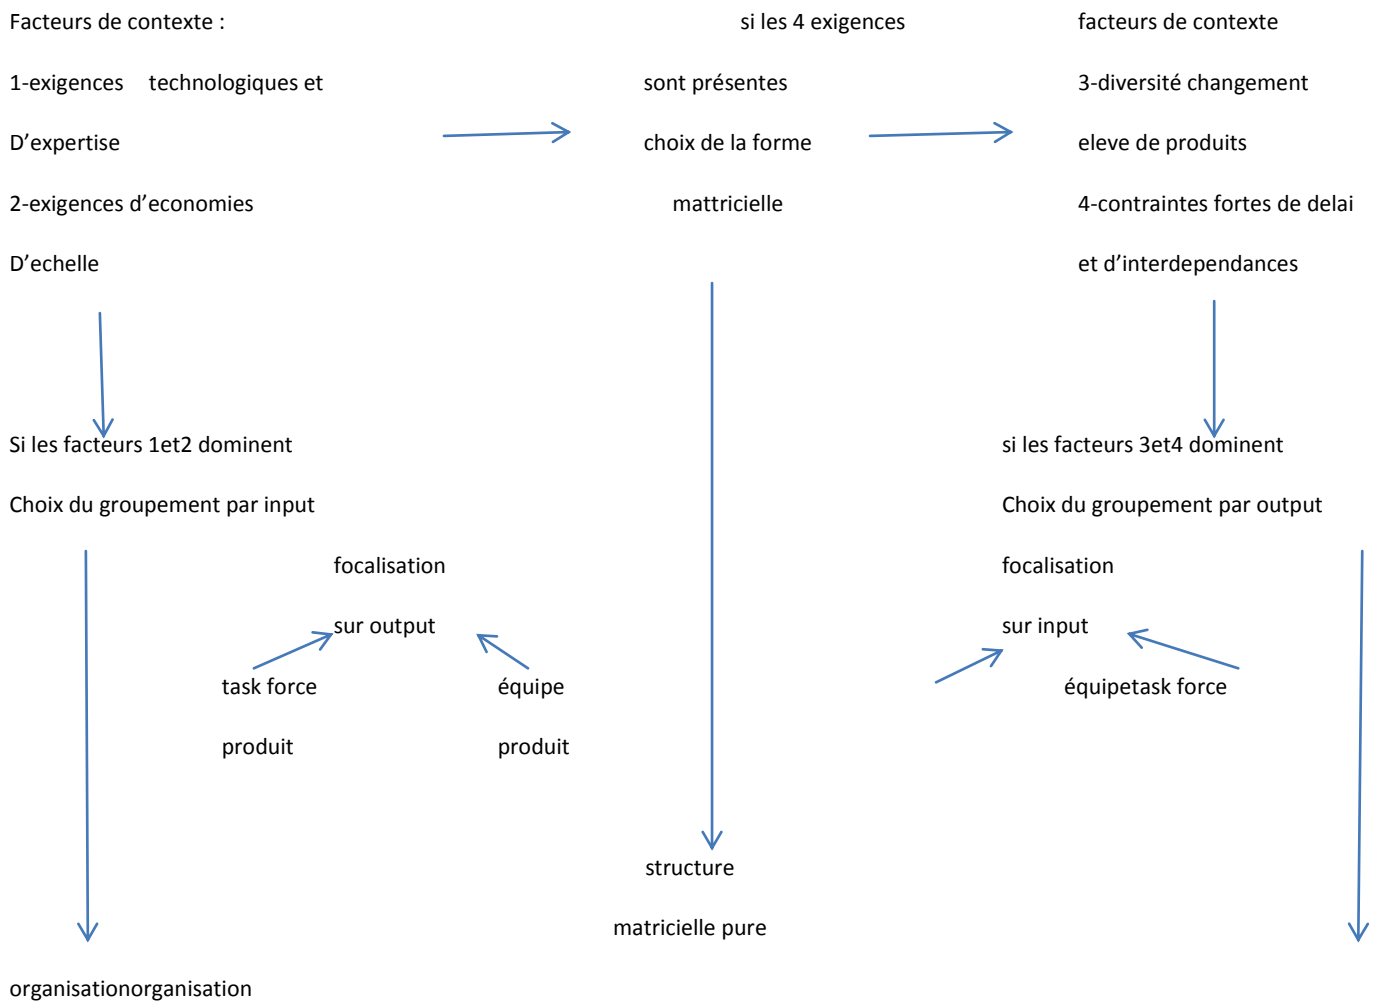 Facteurs de contexte : si les 4 exigences facteurs de contexte
1-exigences technologiques et sont présentes 3-diversité changement
D’expertise choix de la forme eleve de produits
2-exigences d’economies mattricielle 4-contraintes fortes de delai
D’echelle et d’interdependances
Si les facteurs 1et2 dominent si les facteurs 3et4 dominent
Choix du groupement par input Choix du groupement par output
focalisation focalisation
sur output sur input
task force équipe équipetask force
produit produit
structure
matricielle pure
organisationorganisation